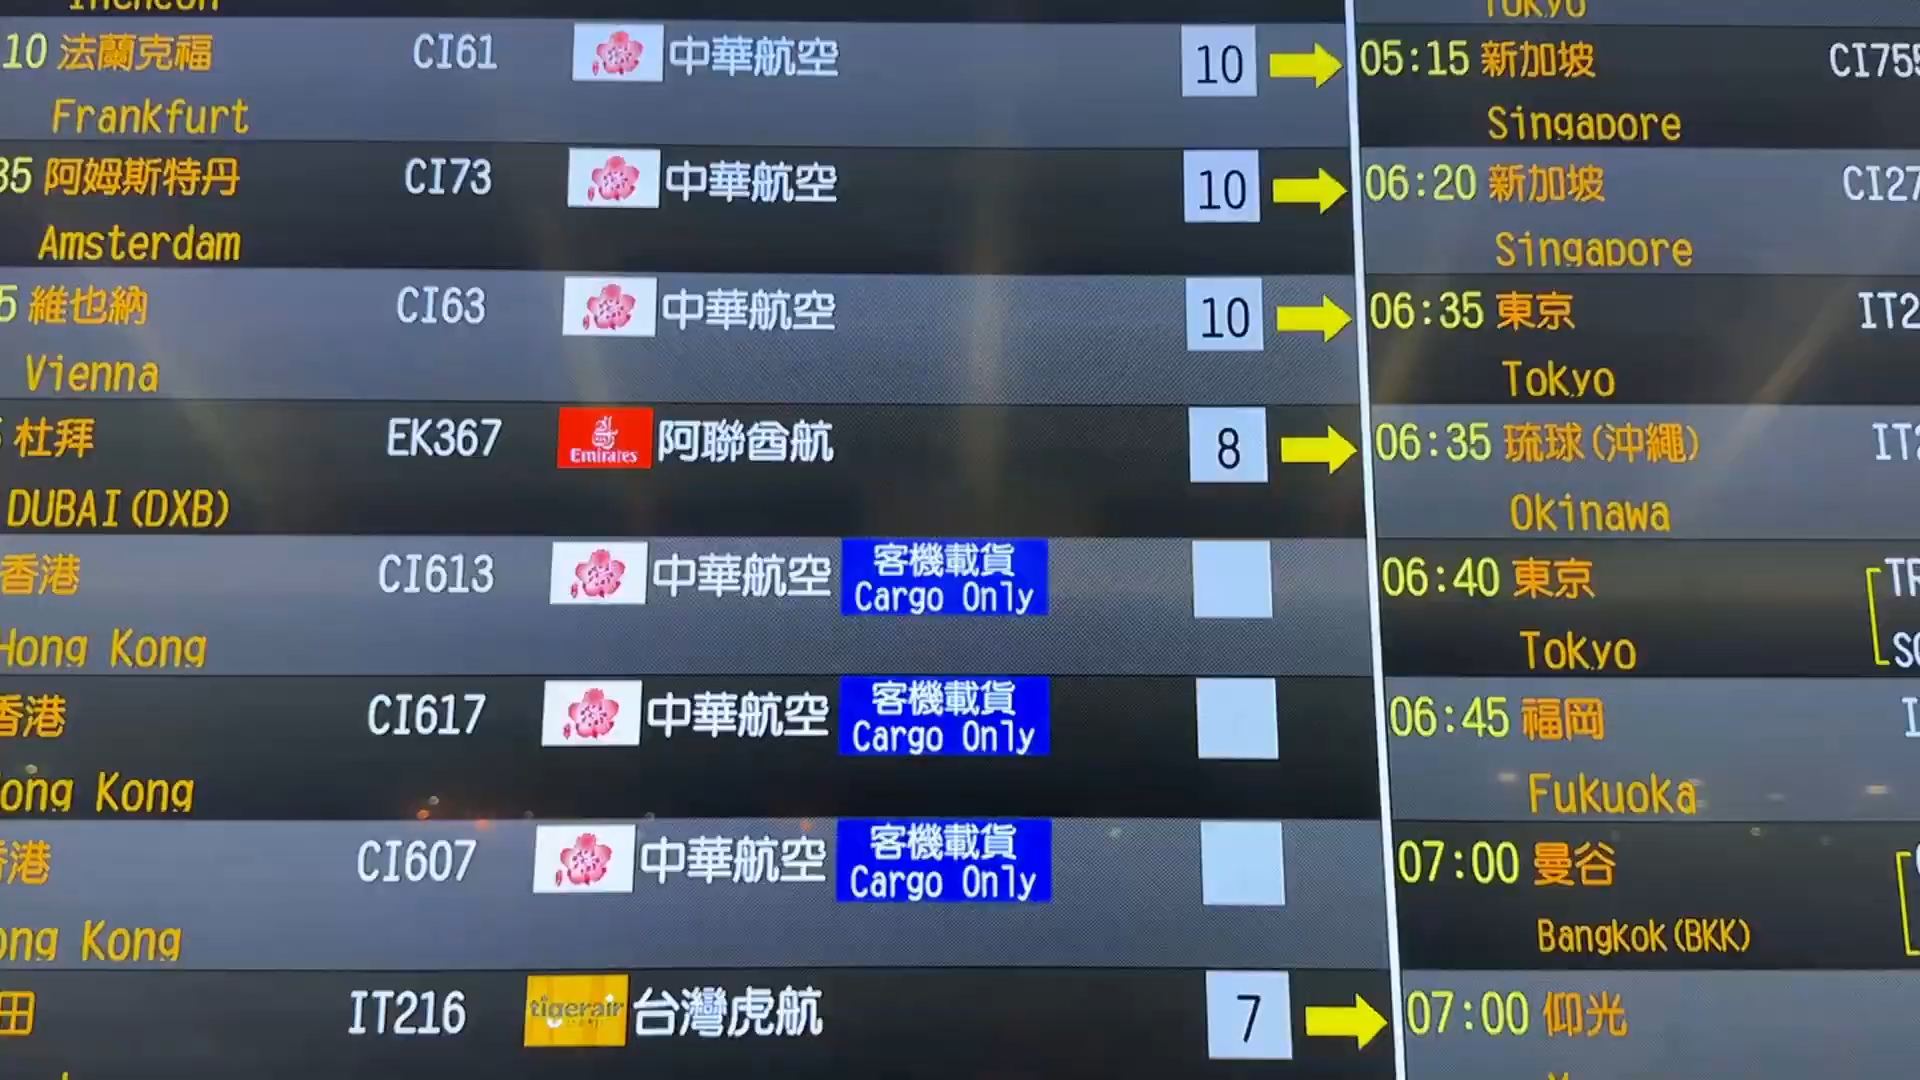 10 法蘭克福 CI61 中華航空 10
Frankfurt
35 阿姆斯特丹 CI73 中華航空 10
Amsterdam
5 維也納 CI63 中華航空 10
Vienna
杜拜 EK367 Emirates 阿聯酋航 8
DUBAI(DXB)
香港 CI613 中華航空 客機載貨
Cargo Only
Hong Kong
香港 CI617 中華航空 客機載貨
Cargo Only
ong Kong
港 CI607 中華航空 客機載貨
Cargo Only
ong Kong
田 IT216 tigerair 台灣虎航 7
Tokyo
05:15 新加坡 CI755
Singapore
06:20 新加坡 CI27
Singapore
06:35 東京 IT2
Tokyo
06:35 琉球(沖繩) IT2
Okinawa
06:40 東京 TR
Tokyo
06:45 福岡 I
Fukuoka
07:00 曼谷
Bangkok(BKK)
07:00 仰光